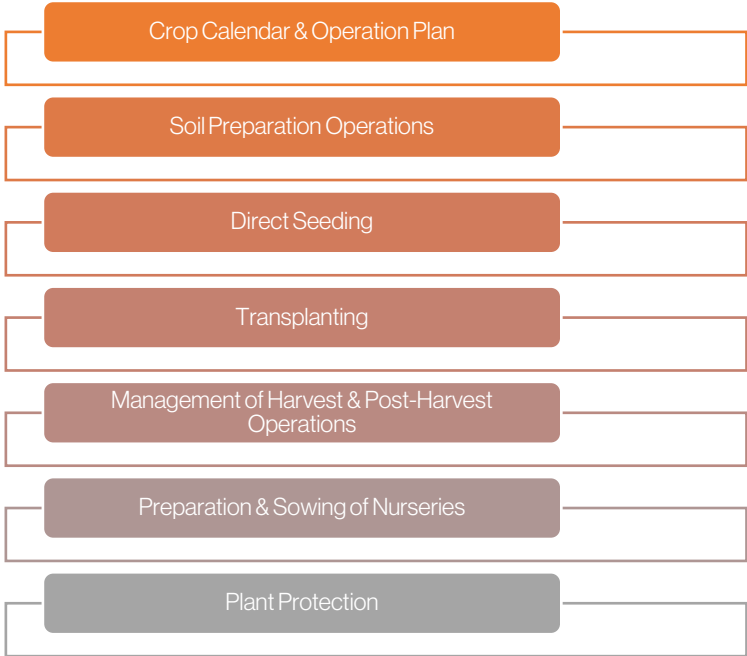 Crop Calendar & Operation Plan
Soil Preparation Operations
Direct Seeding
Transplanting
Management of Harvest & Post-Harvest
Operations
Preparation & Sowing of Nurseries
Plant Protection